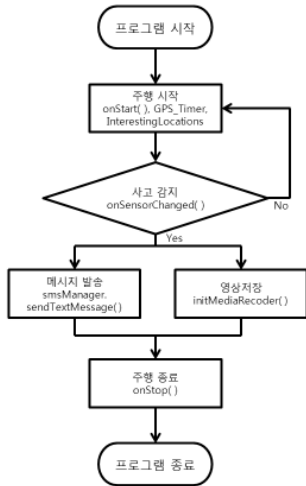 프로그램 시작
주행 시작
onStart( ), GPS_Timer,
InterestingLocations
사고 감지
onSensorChanged( )
No
Yes
메시지 발송
smsManager.
sendTextMessage( )
영상저장
initMediaRecoder( )
주행 종료
onStop( )
프로그램 종료